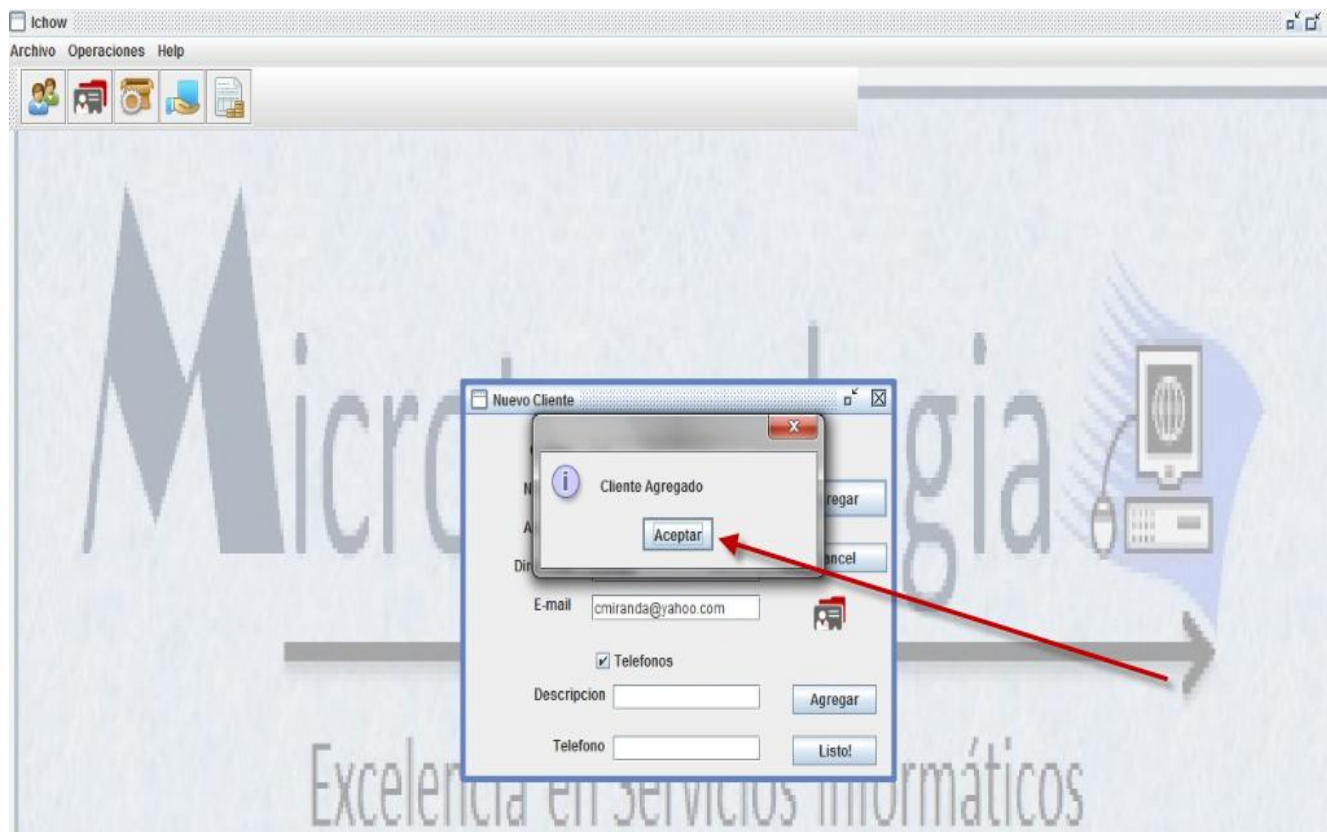 Ichow
Archivo Operaciones Help
Nuevo Cliente
Cliente Agregado
Aceptar
E-mail cmiranda@yahoo.com
Telefonos
Descripcion Agregar
Telefono Listo!
Excelencia en Servicios Informáticos